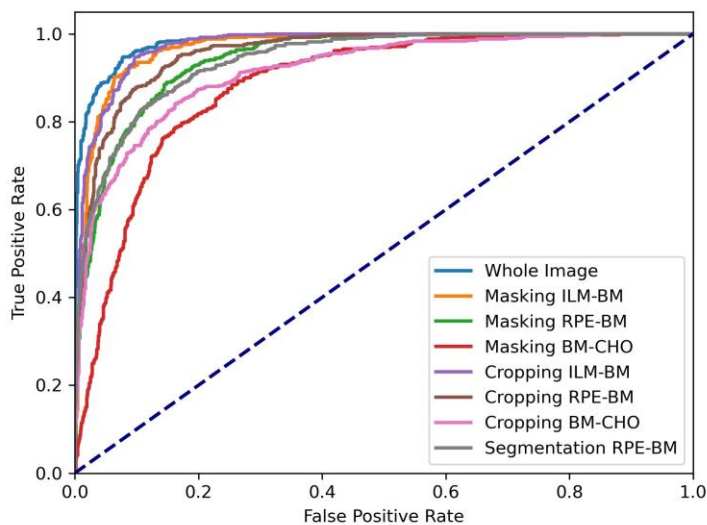 1.0
0.8
0.6
0.4
0.2
0.0
True Positive Rate
Whole Image
Masking ILM-BM
Masking RPE-BM
Masking BM-CHO
Cropping ILM-BM
Cropping RPE-BM
Cropping BM-CHO
Segmentation RPE-BM
0.0 0.2 0.4 0.6 0.8 1.0
False Positive Rate